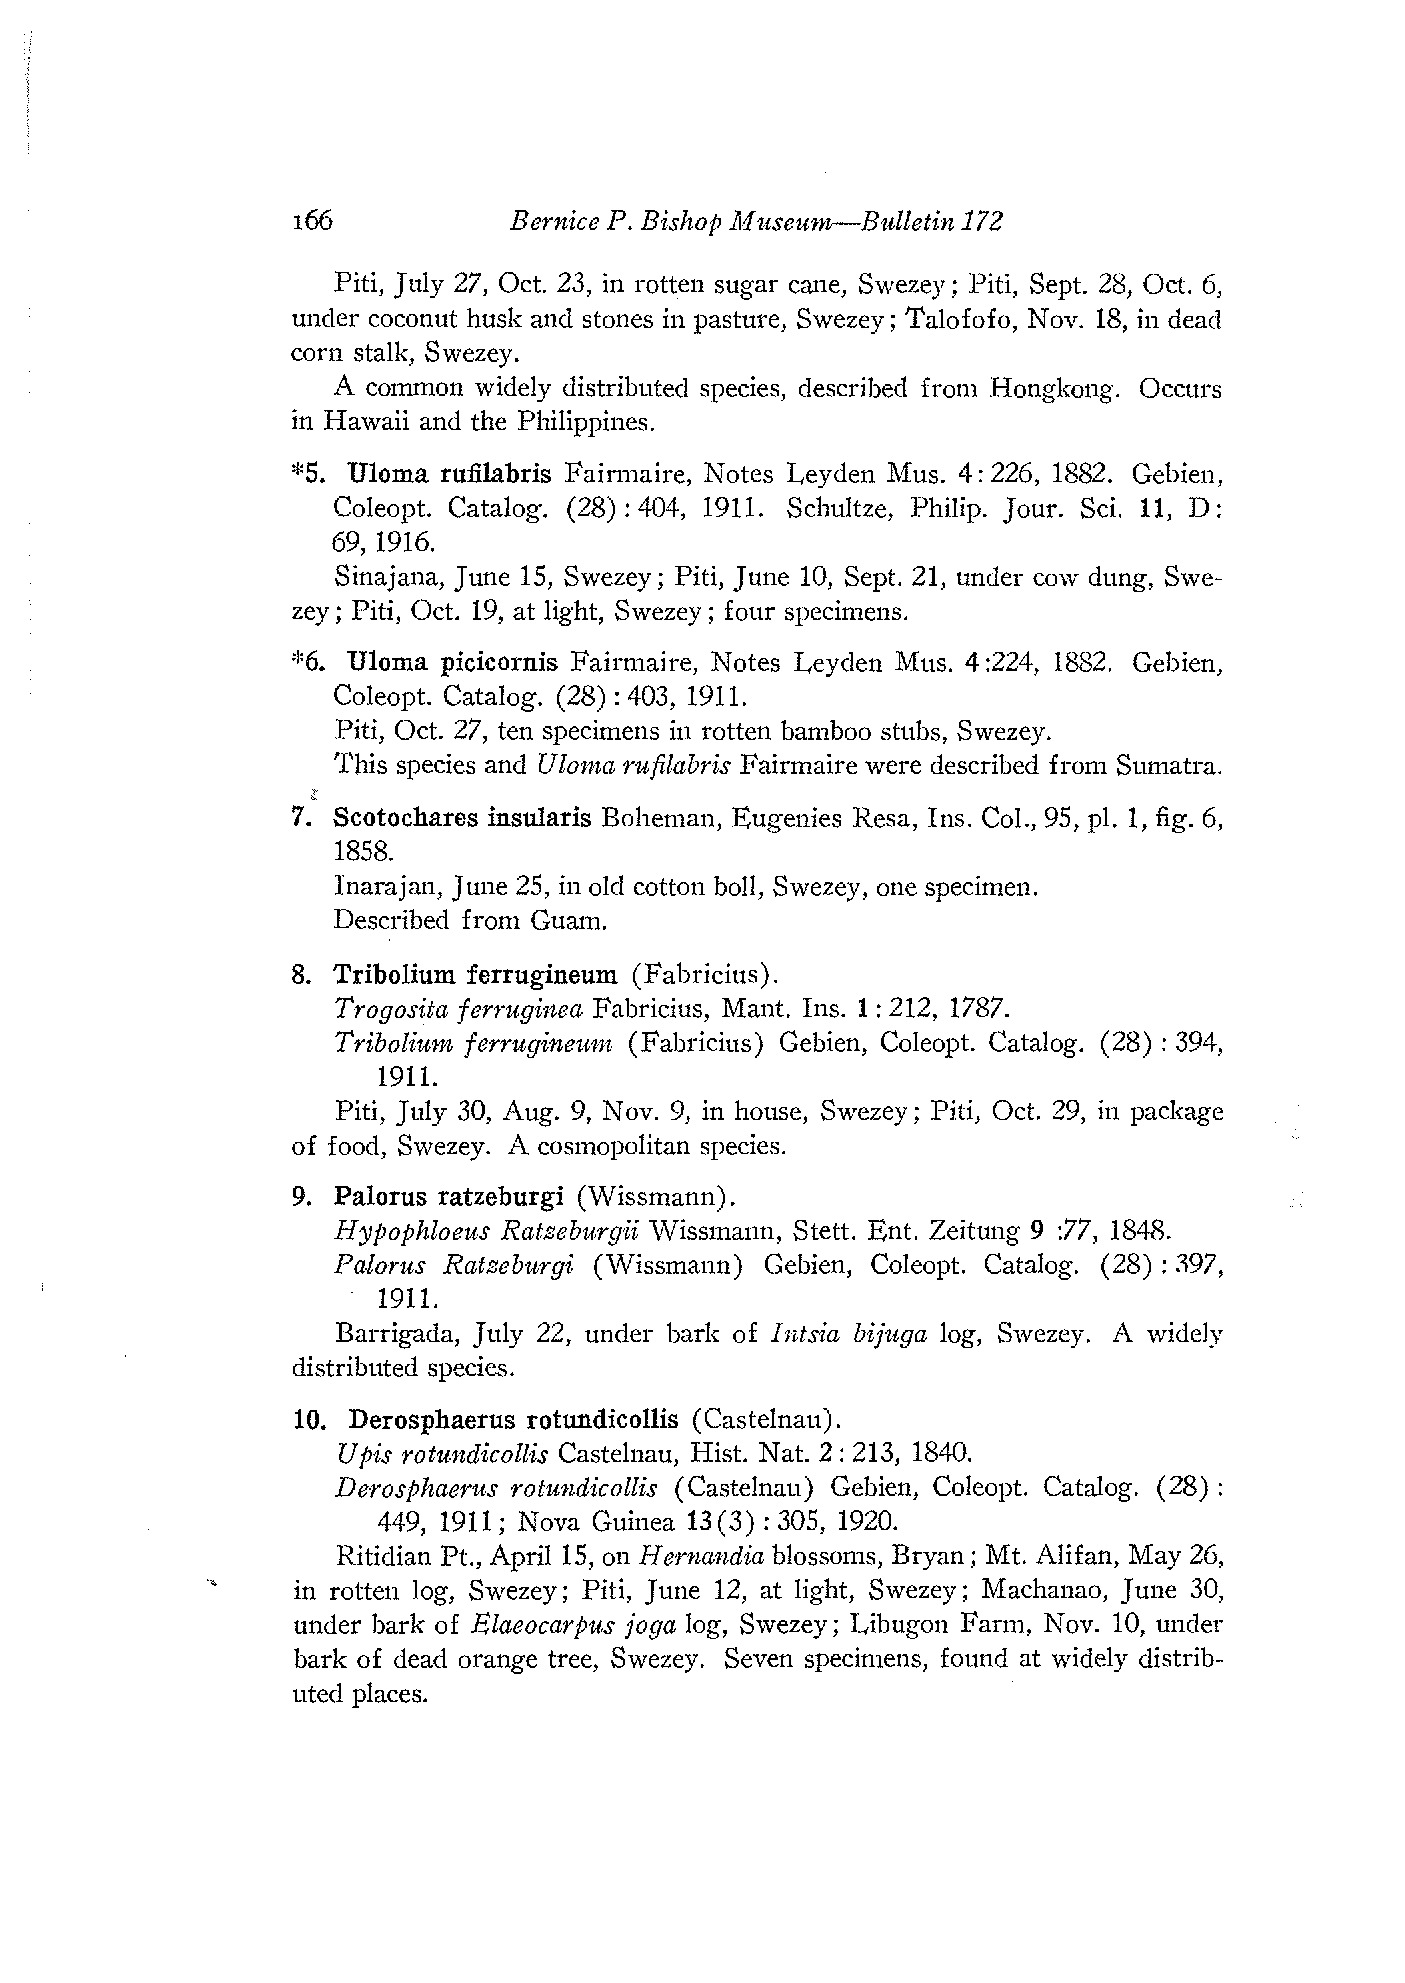 166 Bernice P. Bishop Museum—Bulletin 172
Piti, July 27, Oct. 23, in rotten sugar cane, Swezey; Piti, Sept. 28, Oct. 6,
under coconut husk and stones in pasture, Swezey; Talofofo, Nov. 18, in dead
corn stalk, Swezey.
A common widely distributed species, described from Hongkong. Occurs
in Hawaii and the Philippines.
*5. Uloma rufilabris Fairmaire, Notes Leyden Mus. 4: 226, 1882. Gebien,
Coleopt. Catalog. (28) : 404, 1911. Schultze, Philip. Jour. Sci. 11, D:
69, 1916.
Sinajana, June 15, Swezey; Piti, June 10, Sept. 21, under cow dung, Swe-
zey; Piti, Oct. 19, at light, Swezey; four specimens.
*6. Uloma picicornis Fairmaire, Notes Leyden Mus. 4:224, 1882. Gebien,
Coleopt. Catalog. (28) : 403, 1911.
Piti, Oct. 27, ten specimens in rotten bamboo stubs, Swezey.
This species and Uloma rufilabris Fairmaire were described from Sumatra.
7. Scotochares insularis Boheman, Eugenies Resa, Ins. Col., 95, pl. 1, fig. 6,
1858.
Inarajan, June 25, in old cotton boll, Swezey, one specimen.
Described from Guam.
8. Tribolium ferrugineum (Fabricius).
Trogosita ferruginea Fabricius, Mant. Ins. 1 : 212, 1787.
Tribolium ferrugineum (Fabricius) Gebien, Coleopt. Catalog. (28) : 394,
1911.
Piti, July 30, Aug. 9, Nov. 9, in house, Swezey; Piti, Oct. 29, in package
of food, Swezey. A cosmopolitan species.
9. Palorus ratzeburgi (Wissmann).
Hypophloeus Ratzeburgii Wissmann, Stett. Ent. Zeitung 9 :77, 1848.
Palorus Ratzeburgi (Wissmann) Gebien, Coleopt. Catalog. (28) : 397,
1911.
Barrigada, July 22, under bark of Intsia bijuga log, Swezey. A widely
distributed species.
10. Derosphaerus rotundicollis (Castelnau).
Upis rotundicollis Castelnau, Hist. Nat. 2 : 213, 1840.
Derosphaerus rotundicollis (Castelnau) Gebien, Coleopt. Catalog. (28) :
449, 1911; Nova Guinea 13(3) : 305, 1920.
Ritidian Pt., April 15, on Hernandia blossoms, Bryan; Mt. Alifan, May 26,
in rotten log, Swezey; Piti, June 12, at light, Swezey; Machanao, June 30,
under bark of Elaeocarpus joga log, Swezey; Libugon Farm, Nov. 10, under
bark of dead orange tree, Swezey. Seven specimens, found at widely distrib-
uted places.